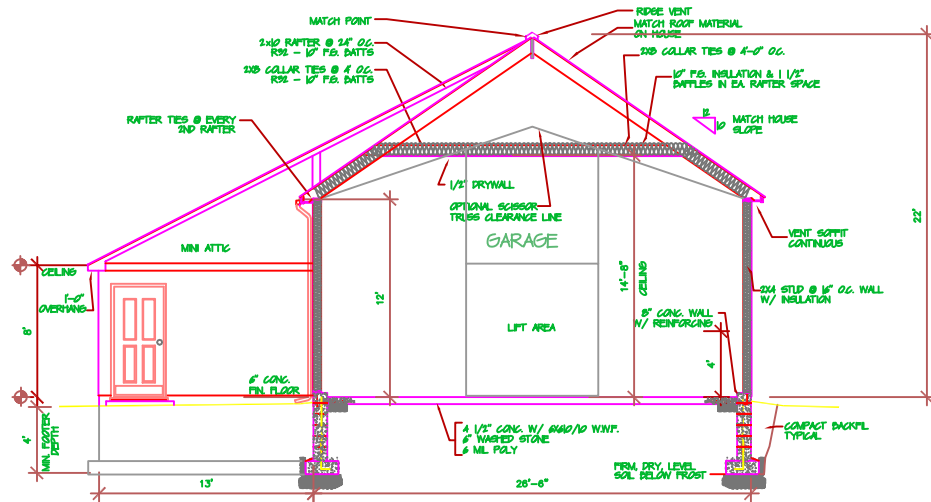 RIDGE VENT
MATCH POINT
MATCH ROOF MATERIAL
ON HOUSE
2x10 RAFTER @ 24" O.C.
R32 - 10" F.G. BATTS
2X8 COLLAR TIES @ 4'-0" O.C.
2X8 COLLAR TIES @ 4' O.C.
R32 - 10" F.G. BATTS
10" F.G. INSULATION & 1 1/2"
BAFFLES IN EA. RAFTER SPACE
RAFTER TIES @ EVERY
2ND RAFTER
12
10
MATCH HOUSE
SLOPE
1/2" DRYWALL
OPTIONAL SCISSOR
TRUSS CLEARANCE LINE
22'
GARAGE
VENT SOFFIT
CONTINUOUS
MINI ATTIC
CEILING
1'-0"
OVERHANG
12'
14'-8"
CEILING
2X4 STUD @ 16" O.C. WALL
W/ INSULATION
8" CONC. WALL
W/ REINFORCING
LIFT AREA
8'
4'
6" CONC.
FIN. FLOOR
4'
MIN. FOOTER
DEPTH
4 1/2" CONC. W/ 6X610/10 W.W.F.
6" WASHED STONE
6 MIL POLY
COMPACT BACKFIL
TYPICAL
FIRM, DRY, LEVEL
SOIL BELOW FROST
13'
26'-6"